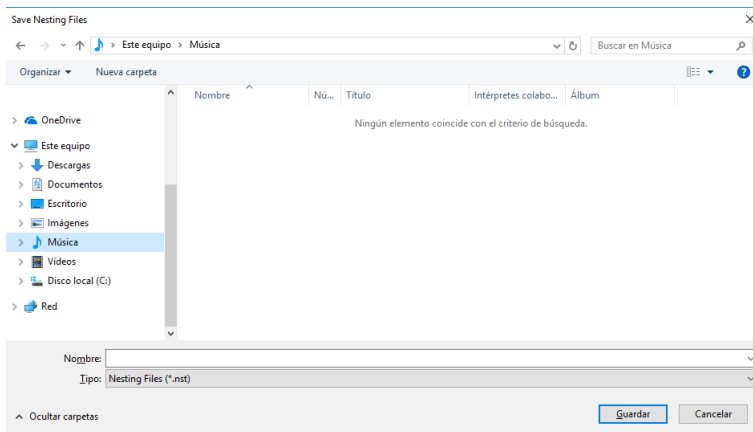 Save Nesting Files
Este equipo > Música
Buscar en Música
Organizar Nueva carpeta
Nombre Nú... Título Intérpretes colabo... Álbum
Ningún elemento coincide con el criterio de búsqueda.
OneDrive
Este equipo
Descargas
Documentos
Escritorio
Imágenes
Música
Vídeos
Disco local (C:)
Red
Nombre:
Tipo: Nesting Files (*.nst)
Ocultar carpetas Guardar Cancelar